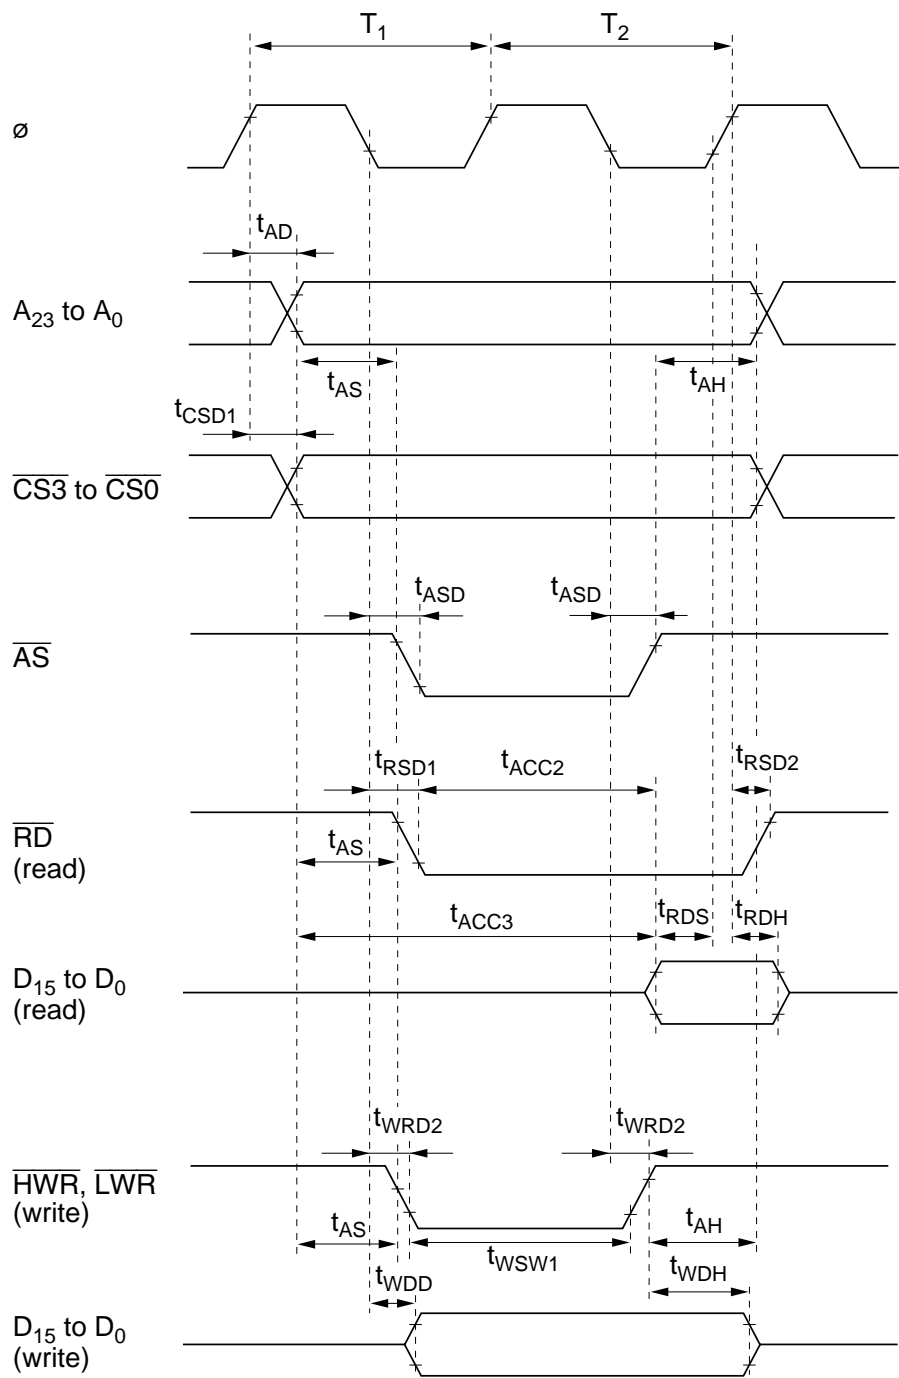 T1 T2
ø
tAD
A23 to A0
tAS tAH
tCSD1
CS3 to CS0
tASD tASD
AS
tRSD1 tACC2 tRSD2
RD
(read)
tAS
tACC3 tRDS tRDH
D15 to D0
(read)
tWRD2 tWRD2
HWR, LWR
(write)
tAS tWSW1 tAH
tWDD tWDH
D15 to D0
(write)